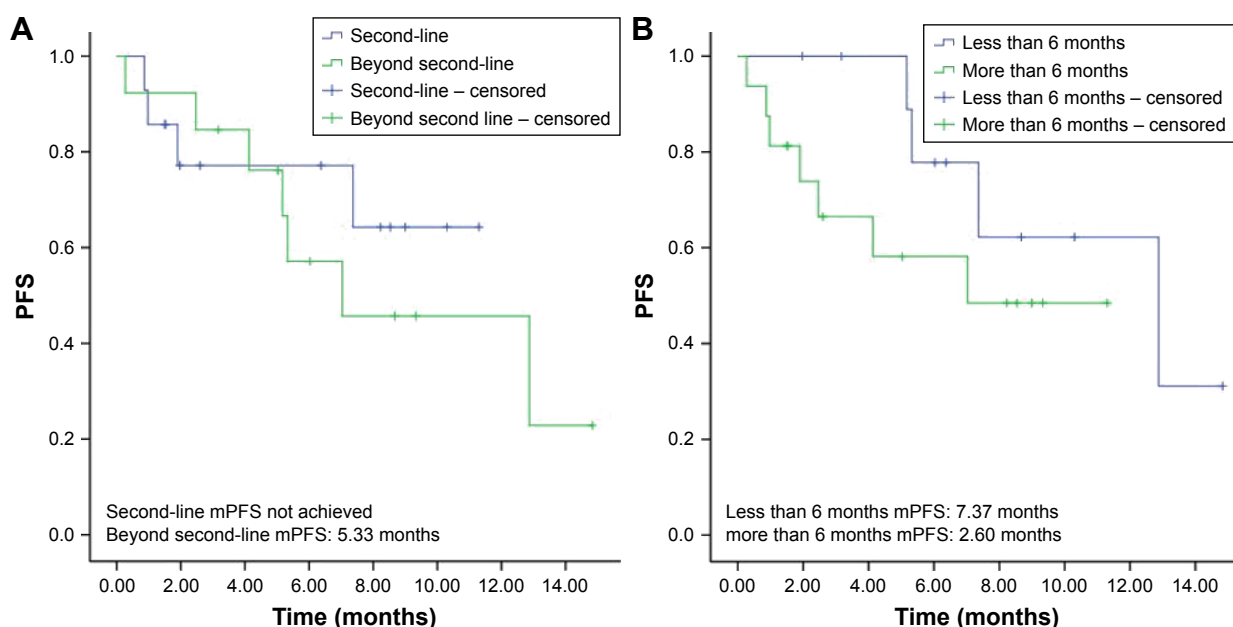 A
Second-line
Beyond second-line
Second-line – censored
Beyond second line – censored
1.0
0.8
0.6
0.4
0.2
0.0
PFS
Second-line mPFS not achieved
Beyond second-line mPFS: 5.33 months
0.00 2.00 4.00 6.00 8.00 10.00 12.00 14.00
Time (months)
B
Less than 6 months
More than 6 months
Less than 6 months – censored
More than 6 months – censored
1.0
0.8
0.6
0.4
0.2
0.0
PFS
Less than 6 months mPFS: 7.37 months
more than 6 months mPFS: 2.60 months
0.00 2.00 4.00 6.00 8.00 10.00 12.00 14.00
Time (months)